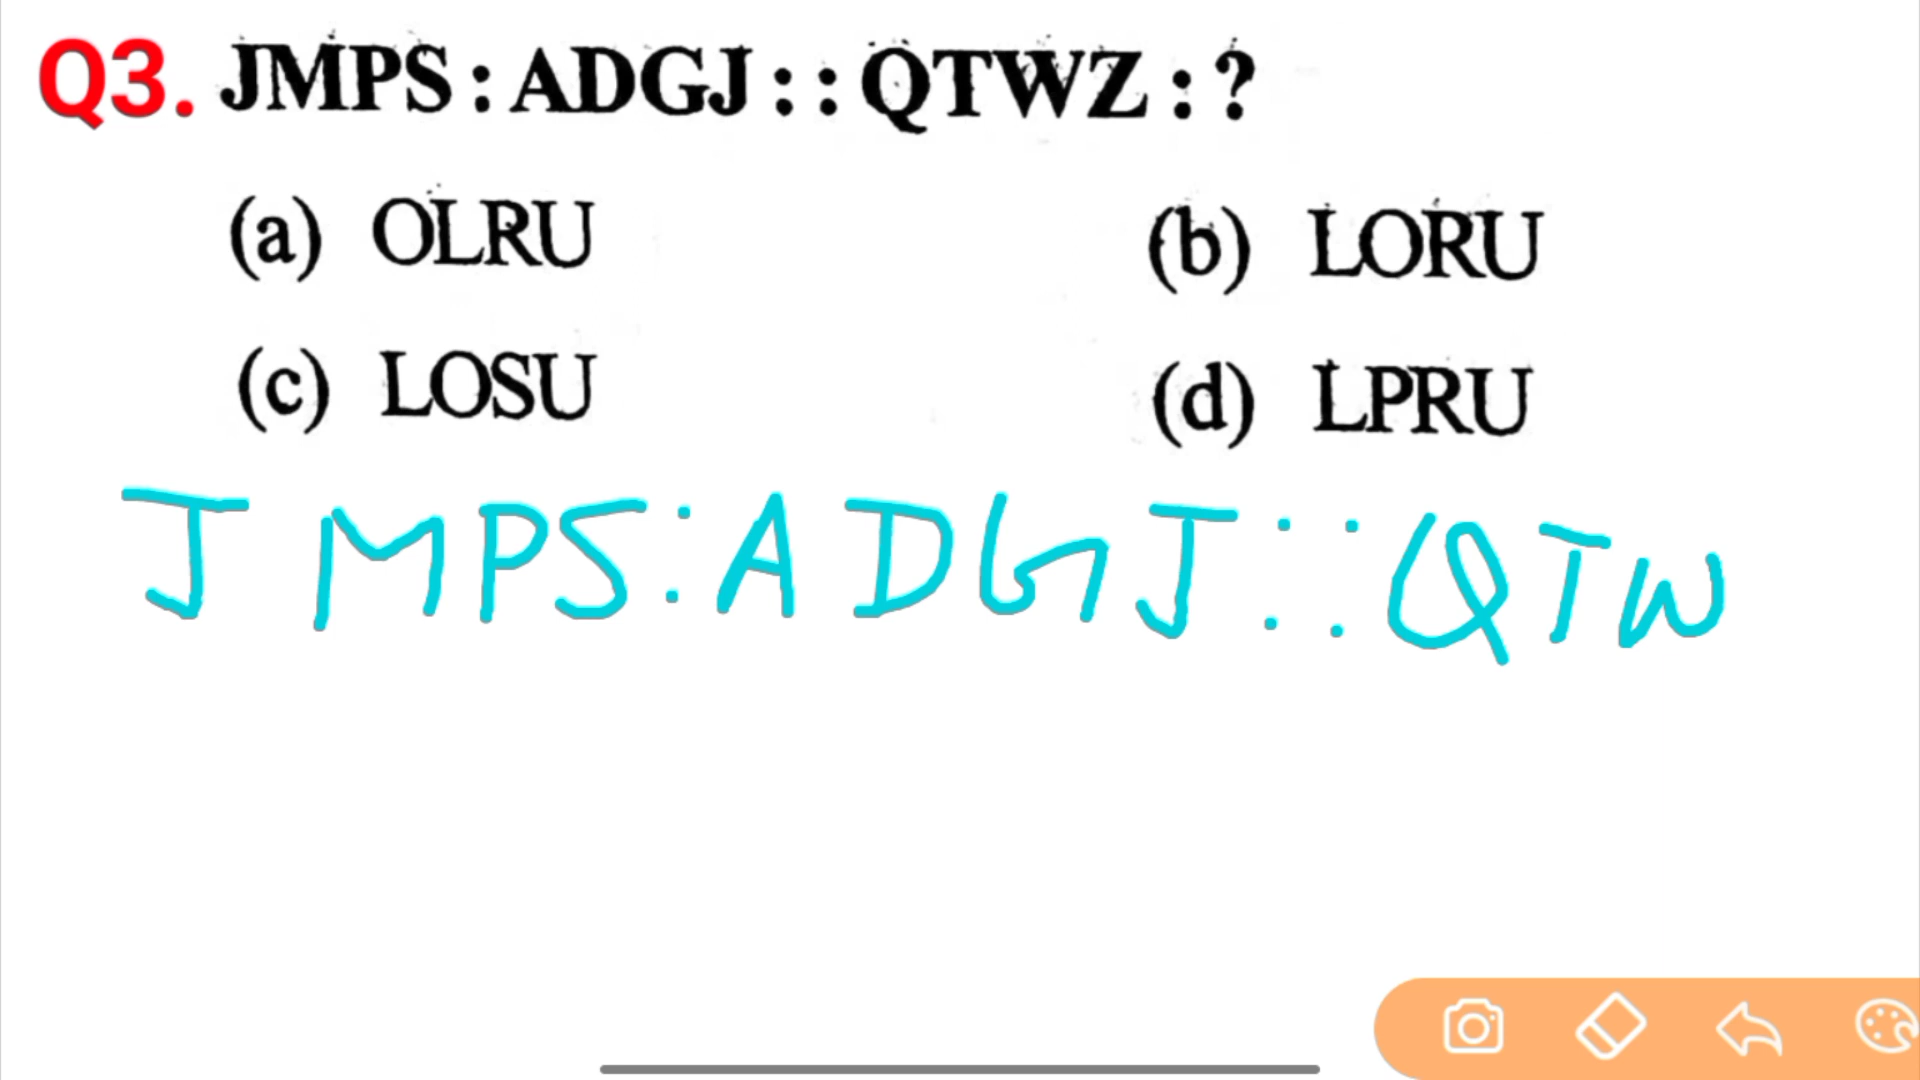 Q3. JMPS : ADGJ : : QTWZ : ?
(a) OLRU (b) LORU
(c) LOSU (d) LPRU
JMPS : ADGJ : : QTW